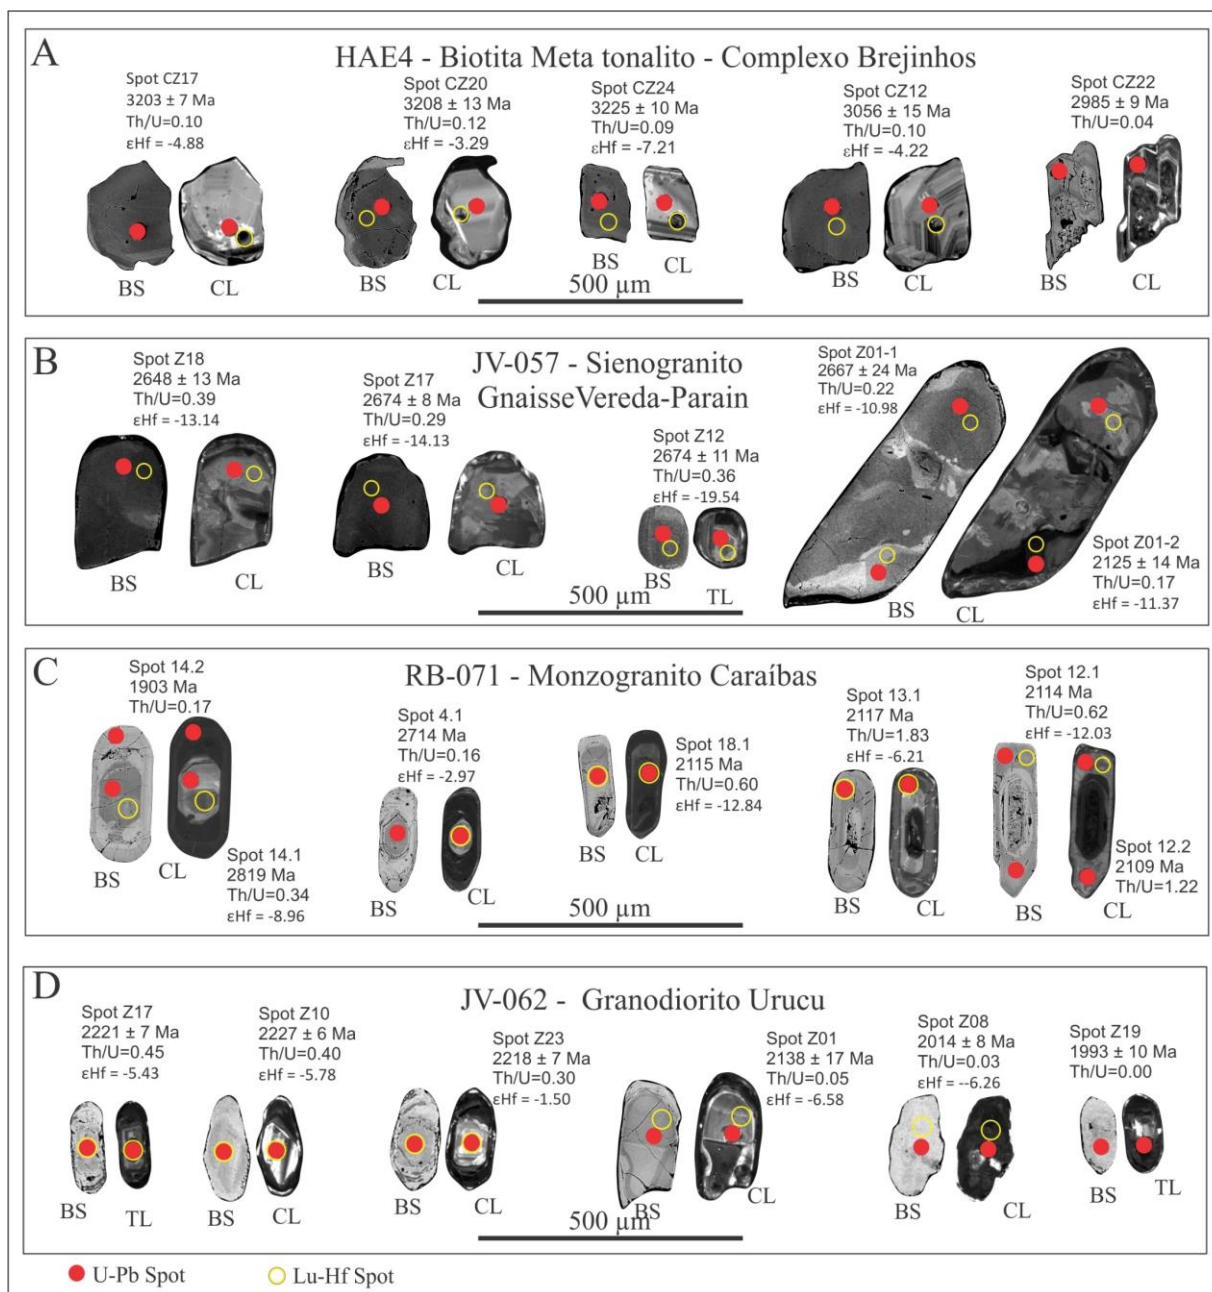 A
HAE4 - Biotita Meta tonalito - Complexo Brejinhos
Spot CZ17
3203 ± 7 Ma
Th/U=0.10
εHf = -4.88
BS
CL
Spot CZ20
3208 ± 13 Ma
Th/U=0.12
εHf = -3.29
BS
CL
Spot CZ24
3225 ± 10 Ma
Th/U=0.09
εHf = -7.21
BS
CL
Spot CZ12
3056 ± 15 Ma
Th/U=0.10
εHf = -4.22
BS
CL
Spot CZ22
2985 ± 9 Ma
Th/U=0.04
BS
CL
500 µm
B
JV-057 - Sienogranito
GnaisseVereda-Parain
Spot Z18
2648 ± 13 Ma
Th/U=0.39
εHf = -13.14
BS
CL
Spot Z17
2674 ± 8 Ma
Th/U=0.29
εHf = -14.13
BS
CL
Spot Z12
2674 ± 11 Ma
Th/U=0.36
εHf = -19.54
BS
TL
Spot Z01-1
2667 ± 24 Ma
Th/U=0.22
εHf = -10.98
Spot Z01-2
2125 ± 14 Ma
Th/U=0.17
εHf = -11.37
BS
CL
500 µm
C
RB-071 - Monzogranito Caraíbas
Spot 14.2
1903 Ma
Th/U=0.17
Spot 14.1
2819 Ma
Th/U=0.34
εHf = -8.96
BS
CL
Spot 4.1
2714 Ma
Th/U=0.16
εHf = -2.97
BS
CL
Spot 18.1
2115 Ma
Th/U=0.60
εHf = -12.84
BS
CL
Spot 13.1
2117 Ma
Th/U=1.83
εHf = -6.21
BS
CL
Spot 12.1
2114 Ma
Th/U=0.62
εHf = -12.03
Spot 12.2
2109 Ma
Th/U=1.22
BS
CL
500 µm
D
JV-062 - Granodiorito Urucu
Spot Z17
2221 ± 7 Ma
Th/U=0.45
εHf = -5.43
BS
TL
Spot Z10
2227 ± 6 Ma
Th/U=0.40
εHf = -5.78
BS
CL
Spot Z23
2218 ± 7 Ma
Th/U=0.30
εHf = -1.50
BS
CL
Spot Z01
2138 ± 17 Ma
Th/U=0.05
εHf = -6.58
BS
CL
Spot Z08
2014 ± 8 Ma
Th/U=0.03
εHf = --6.26
BS
CL
Spot Z19
1993 ± 10 Ma
Th/U=0.00
BS
TL
500 µm
U-Pb Spot
Lu-Hf Spot